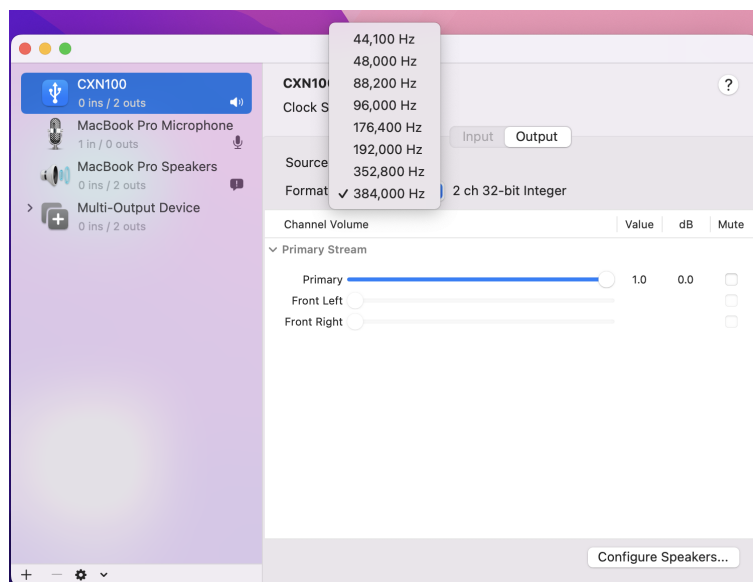 CXN100
0 ins / 2 outs
MacBook Pro Microphone
1 in / 0 outs
MacBook Pro Speakers
0 ins / 2 outs
Multi-Output Device
0 ins / 2 outs
44,100 Hz
48,000 Hz
88,200 Hz
96,000 Hz
176,400 Hz
192,000 Hz
352,800 Hz
✓ 384,000 Hz
CXN100
?
Clock S
Input Output
Source
Format 2 ch 32-bit Integer
Channel Volume Value dB Mute
Primary Stream
Primary 1.0 0.0
Front Left
Front Right
Configure Speakers...